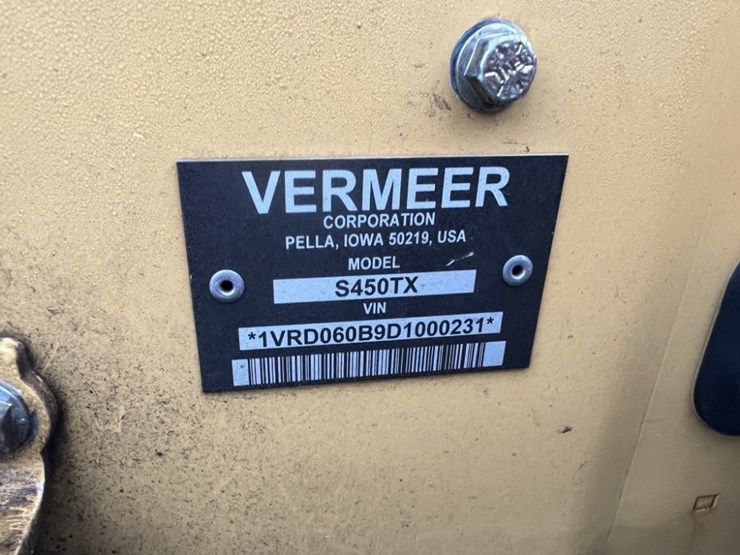 VERMEER
CORPORATION
PELLA, IOWA 50219, USA
MODEL
S450TX
VIN
*1VRD060B9D1000231*